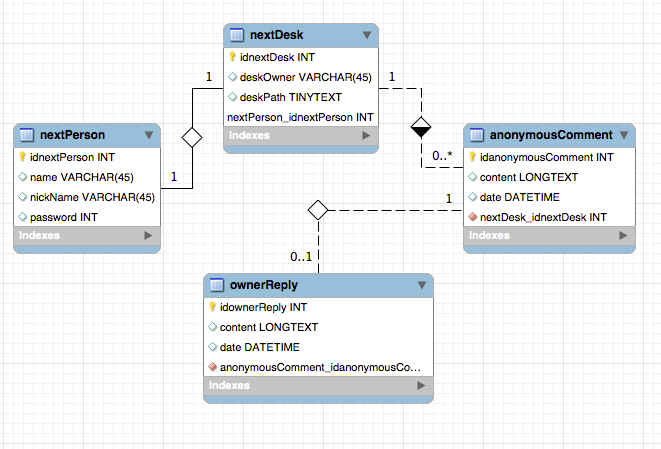 nextDesk
idnextDesk INT
deskOwner VARCHAR(45)
deskPath TINYTEXT
nextPerson_idnextPerson INT
Indexes
1
1
nextPerson
idnextPerson INT
name VARCHAR(45)
nickName VARCHAR(45)
password INT
Indexes
1
0..*
anonymousComment
idanonymousComment INT
content LONGTEXT
date DATETIME
nextDesk_idnextDesk INT
Indexes
1
0..1
ownerReply
idownerReply INT
content LONGTEXT
date DATETIME
anonymousComment_idanonymousCo...
Indexes